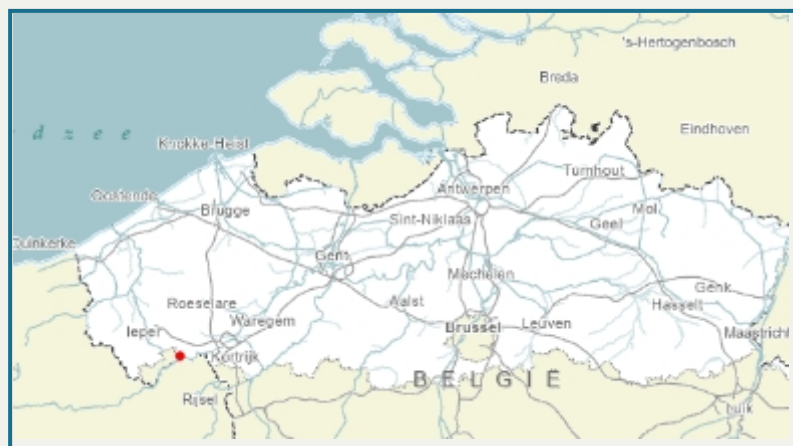 's-Hertogenbosch
Breda
Eindhoven
d z e e
Knokke-Heist
Turnhout
Oostende
Antwerpen
Brugge
Sint-Niklaas
Mol
Geel
Duinkerke
Gent
Mechelen
Genk
Roeselare
Aalst
Hasselt
Ieper
Waregem
Brussel
Leuven
Maastricht
Kortrijk
BELGIË
Rijsel
Luik